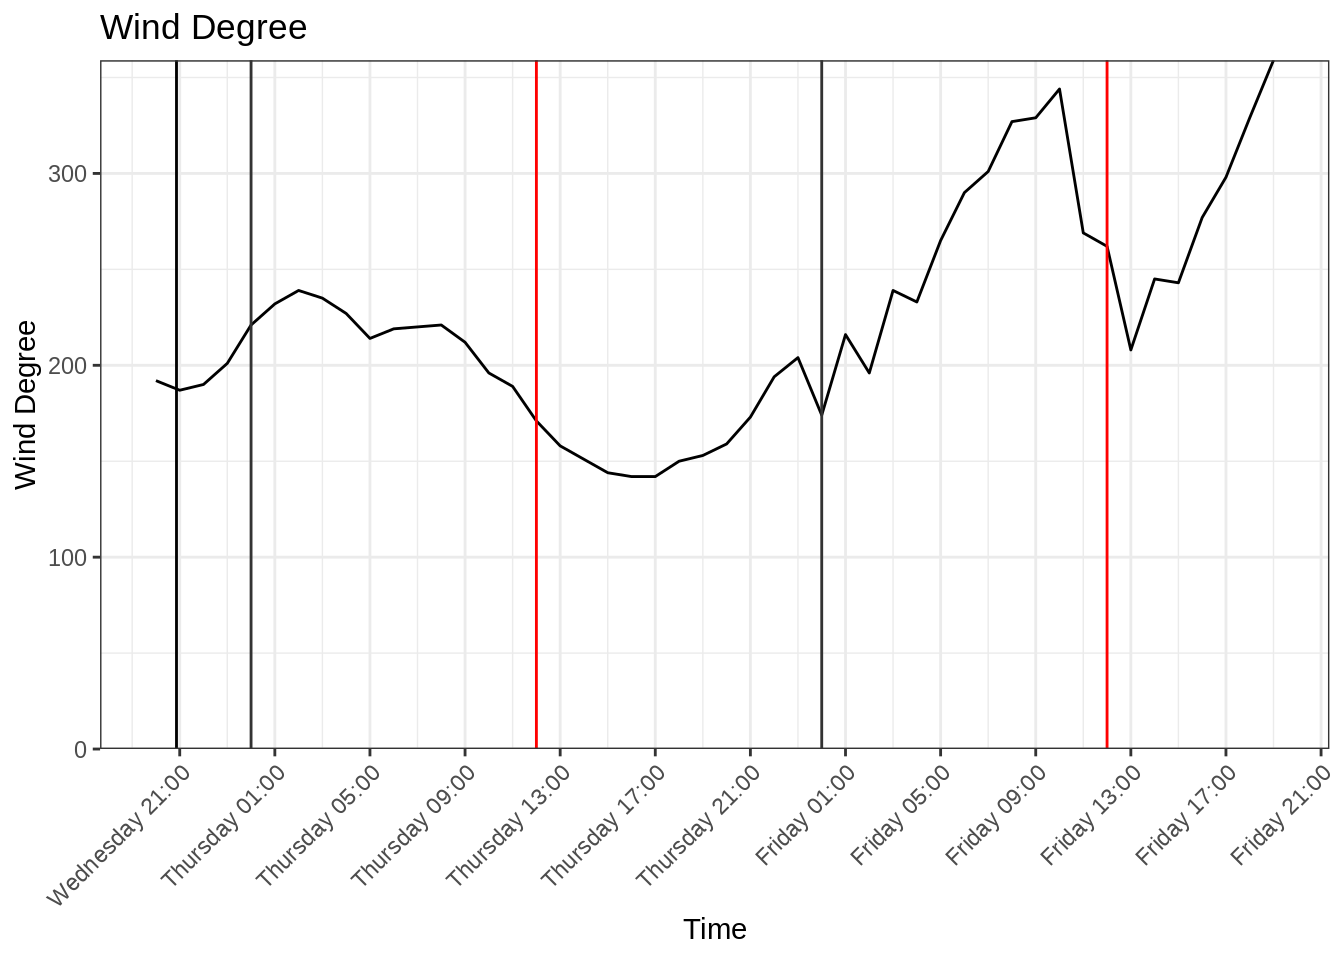 Wind Degree
Wind Degree
300
200
100
0
Wednesday 21:00
Thursday 01:00
Thursday 05:00
Thursday 09:00
Thursday 13:00
Thursday 17:00
Thursday 21:00
Friday 01:00
Friday 05:00
Friday 09:00
Friday 13:00
Friday 17:00
Friday 21:00
Time